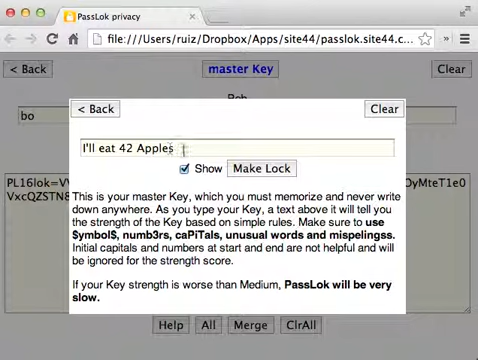 PassLok privacy
file:///Users/ruiz/Dropbox/Apps/site44/passlok.site44.c...
< Back
master Key
Clear
Bob
bo
< Back
Clear
I'll eat 42 Apples
Show
Make Lock
This is your master Key, which you must memorize and never write
down anywhere. As you type your Key, a text above it will tell you
the strength of the Key based on simple rules. Make sure to use
$ymbol$, numb3rs, caPiTals, unusual words and mispelingss.
Initial capitals and numbers at start and end are not helpful and will
be ignored for the strength score.
If your Key strength is worse than Medium, PassLok will be very
slow.
Help
All
Merge
ClrAll